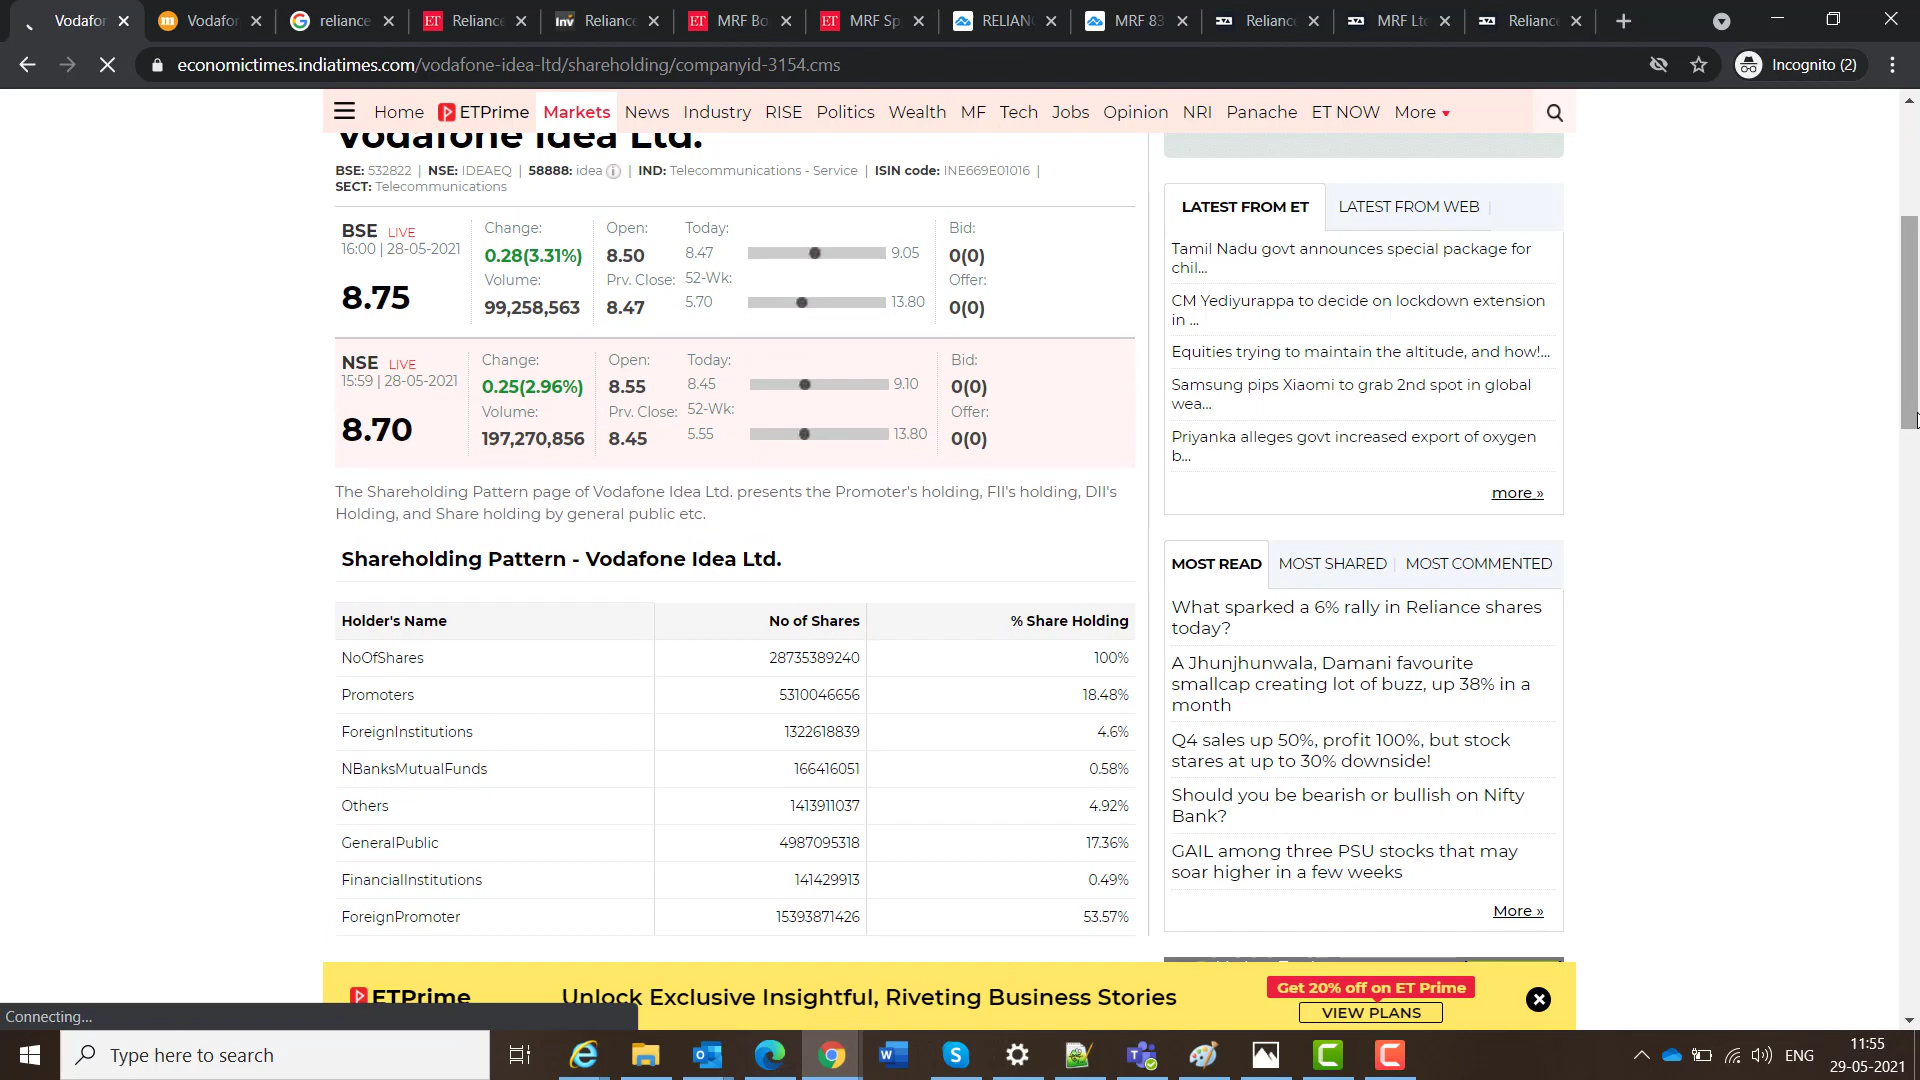 Vodafor
Vodafor
reliance
Reliance
Reliance
MRF Bo
MRF Sp
RELIAN
MRF 83
Reliance
MRF Ltd
Reliance
economictimes.indiatimes.com/vodafone-idea-ltd/shareholding/companyid-3154.cms
Incognito (2)
Home ETPrime Markets News Industry RISE Politics Wealth MF Tech Jobs Opinion NRI Panache ET NOW More
Vodafone Idea Ltd.
BSE: 532822 | NSE: IDEAEQ | 58888: idea | IND: Telecommunications - Service | ISIN code: INE669E01016 |
SECT: Telecommunications
BSE LIVE
16:00 | 28-05-2021
8.75
Change:
0.28(3.31%)
Volume:
99,258,563
Open:
8.50
Prv. Close:
8.47
Today:
8.47 9.05
52-Wk:
5.70 13.80
Bid:
0(0)
Offer:
0(0)
NSE LIVE
15:59 | 28-05-2021
8.70
Change:
0.25(2.96%)
Volume:
197,270,856
Open:
8.55
Prv. Close:
8.45
Today:
8.45 9.10
52-Wk:
5.55 13.80
Bid:
0(0)
Offer:
0(0)
The Shareholding Pattern page of Vodafone Idea Ltd. presents the Promoter's holding, FII's holding, DII's
Holding, and Share holding by general public etc.
Shareholding Pattern - Vodafone Idea Ltd.
Holder's Name No of Shares % Share Holding
NoOfShares 28735389240 100%
Promoters 5310046656 18.48%
ForeignInstitutions 1322618839 4.6%
NBanksMutualFunds 166416051 0.58%
Others 1413911037 4.92%
GeneralPublic 4987095318 17.36%
FinancialInstitutions 141429913 0.49%
ForeignPromoter 15393871426 53.57%
LATEST FROM ET LATEST FROM WEB
Tamil Nadu govt announces special package for
chil...
CM Yediyurappa to decide on lockdown extension
in ...
Equities trying to maintain the altitude, and how!...
Samsung pips Xiaomi to grab 2nd spot in global
wea...
Priyanka alleges govt increased export of oxygen
b...
more »
MOST READ MOST SHARED MOST COMMENTED
What sparked a 6% rally in Reliance shares
today?
A Jhunjhunwala, Damani favourite
smallcap creating lot of buzz, up 38% in a
month
Q4 sales up 50%, profit 100%, but stock
stares at up to 30% downside!
Should you be bearish or bullish on Nifty
Bank?
GAIL among three PSU stocks that may
soar higher in a few weeks
More »
ETPrime
Unlock Exclusive Insightful, Riveting Business Stories
Get 20% off on ET Prime
VIEW PLANS
Connecting...
Type here to search
ENG
11:55
29-05-2021